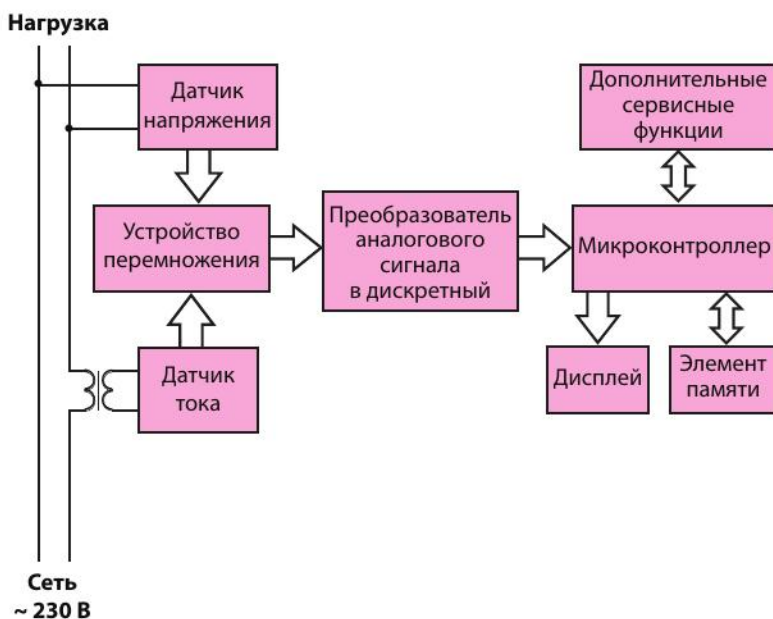 Нагрузка
Датчик
напряжения
Дополнительные
сервисные
функции
Устройство
перемножения
Преобразователь
аналогового
сигнала
в дискретный
Микроконтроллер
Датчик
тока
Дисплей
Элемент
памяти
Сеть
~ 230 В